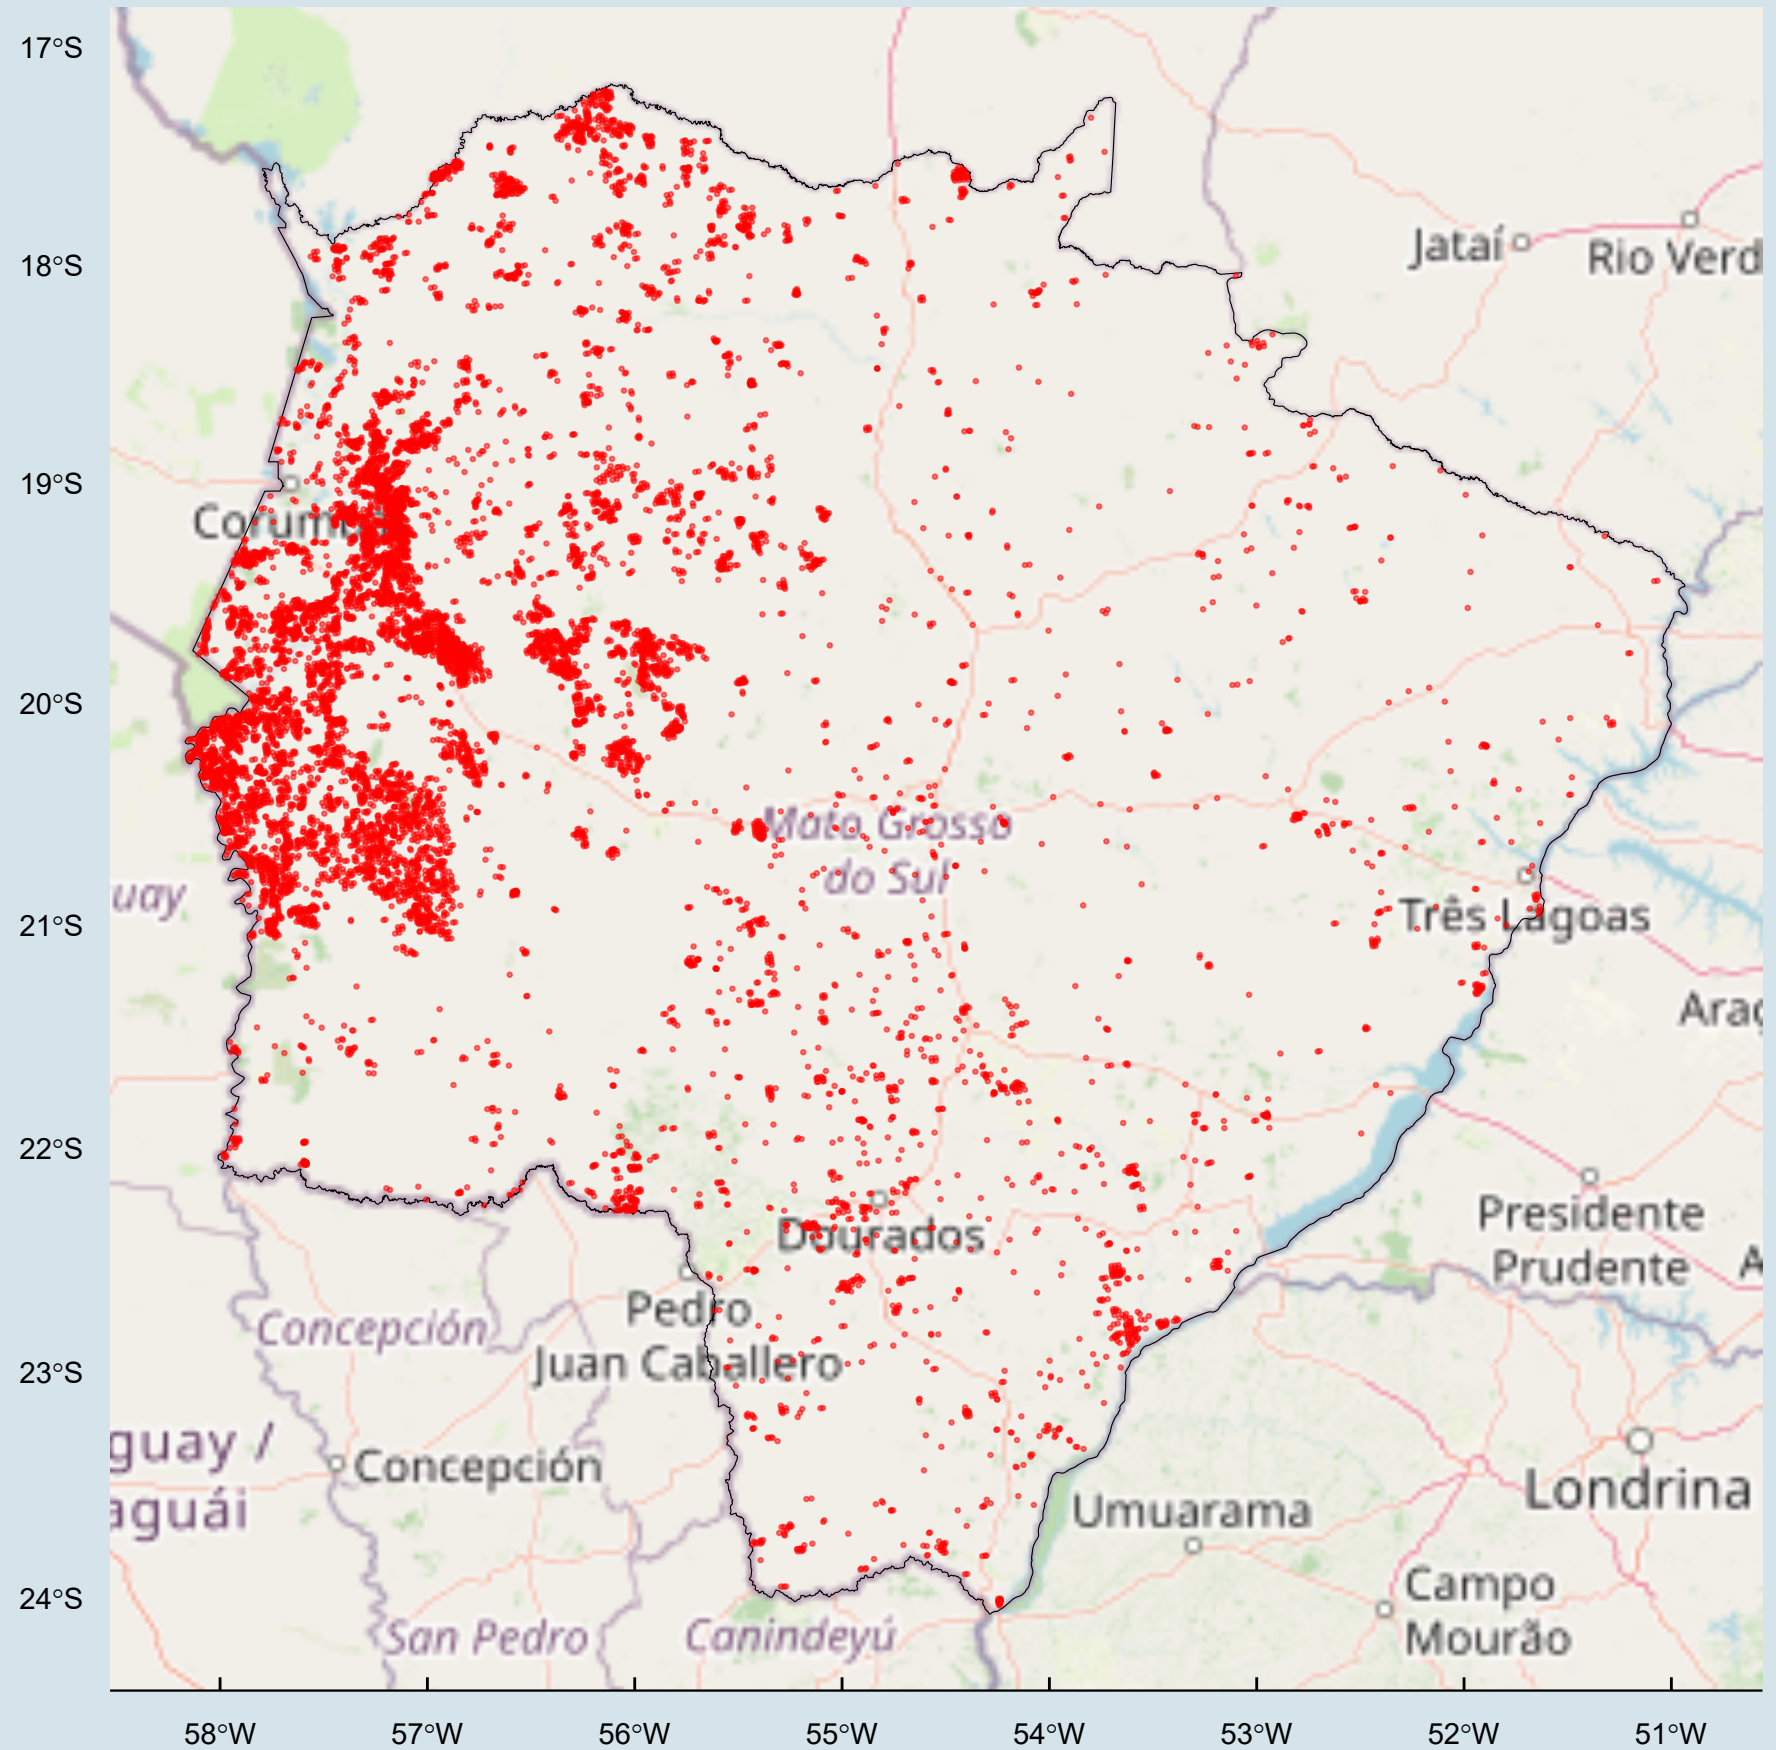 17°S
18°S
19°S
20°S
21°S
22°S
23°S
24°S
Jataí
Rio Verd
Corumb
Mato Grosso
do Sul
uay
Três Lagoas
Araç
Dourados
Presidente
Prudente
A
Pedro
Juan Caballero
Concepción
guay /
aguái
Concepción
Londrina
Umuarama
Campo
Mourão
San Pedro
Canindeyú
58°W
57°W
56°W
55°W
54°W
53°W
52°W
51°W